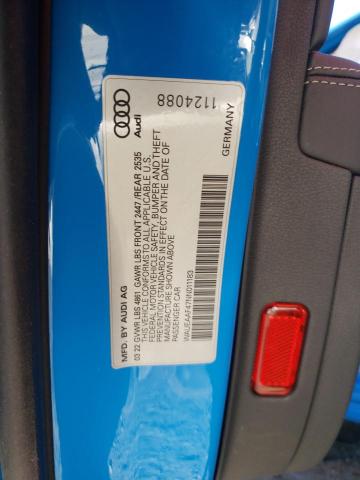 Audi
1124088
GERMANY
MFD. BY AUDI AG
03 22 GVWR LBS 4861 GAWR LBS FRONT 2447 /REAR 2535
THIS VEHICLE CONFORMS TO ALL APPLICABLE U.S.
FEDERAL MOTOR VEHICLE SAFETY, BUMPER AND THEFT
PREVENTION STANDARDS IN EFFECT ON THE DATE OF
MANUFACTURE SHOWN ABOVE
PASSENGER CAR
WAUEAAF47NN011183